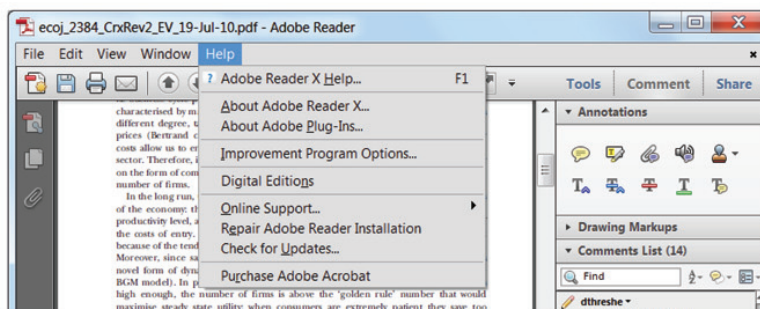 ecoj_2384_CrxRev2_EV_19-Jul-10.pdf - Adobe Reader
File Edit View Window Help
Adobe Reader X Help... F1
About Adobe Reader X...
About Adobe Plug-Ins...
Improvement Program Options...
Digital Editions
Online Support...
Repair Adobe Reader Installation
Check for Updates...
Purchase Adobe Acrobat
Tools Comment Share
Annotations
Drawing Markups
Comments List (14)
Find
dthreshe
characterised by m
different degree, t
prices (Bertrand c
costs allow us to er
sector. Therefore, i
on the form of com
number of firms.
In the long run,
of the economy: th
productivity level, a
the costs of entry.
because of the tend
Moreover, since sa
novel form of dyna
BGM model). In p
high enough, the number of firms is above the 'golden rule' number that would
maximise steady state utility when consumers are extremely patient they save too